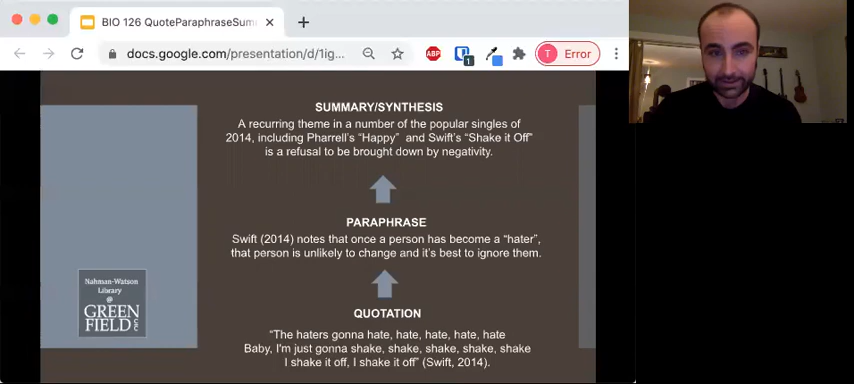 BIO 126 QuoteParaphraseSum
docs.google.com/presentation/d/1ig...
ABP
1
T Error
SUMMARY/SYNTHESIS
A recurring theme in a number of the popular singles of
2014, including Pharrell's “Happy” and Swift's “Shake it Off”
is a refusal to be brought down by negativity.
PARAPHRASE
Swift (2014) notes that once a person has become a “hater”,
that person is unlikely to change and it's best to ignore them.
Nahman-Watson
Library
@
GREEN
FIELD
QUOTATION
“The haters gonna hate, hate, hate, hate, hate
Baby, I'm just gonna shake, shake, shake, shake, shake
I shake it off, I shake it off” (Swift, 2014).